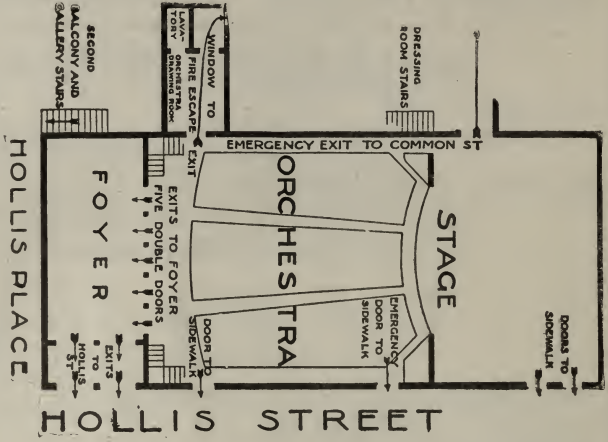 SECOND
BALCONY AND
GALLERY STAIRS
LAVA-
TORY
ORCHESTRA
DRAWING ROOM
WINDOW TO
FIRE ESCAPE
EXIT
DRESSING
ROOM STAIRS
EMERGENCY EXIT TO COMMON ST
HOLLIS PLACE
FOYER
EXITS TO FOYER
FIVE DOUBLE DOORS
ORCHESTRA
STAGE
EXITS
TO
HOLLIS
ST
DOOR TO
SIDEWALK
EMERGENCY
DOOR TO
SIDEWALK
DOORS TO
SIDEWALK
HOLLIS STREET